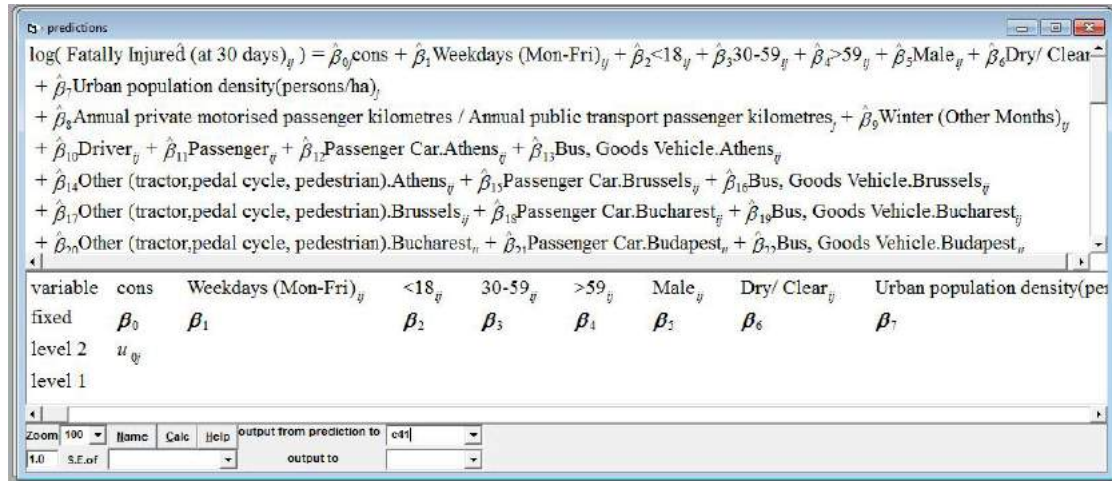 predictions
log( Fatally Injured (at 30 days)ᵢⱼ ) = β̂₀ⱼcons + β̂₁Weekdays (Mon-Fri)ᵢⱼ + β̂₂<18ᵢⱼ + β̂₃30-59ᵢⱼ + β̂₄>59ᵢⱼ + β̂₅Maleᵢⱼ + β̂₆Dry/ Clear
+ β̂₇Urban population density(persons/ha)ⱼ
+ β̂₈Annual private motorised passenger kilometres / Annual public transport passenger kilometresⱼ + β̂₉Winter (Other Months)ᵢⱼ
+ β̂₁₀Driverᵢⱼ + β̂₁₁Passengerᵢⱼ + β̂₁₂Passenger Car.Athensᵢⱼ + β̂₁₃Bus, Goods Vehicle.Athensᵢⱼ
+ β̂₁₄Other (tractor,pedal cycle, pedestrian).Athensᵢⱼ + β̂₁₅Passenger Car.Brusselsᵢⱼ + β̂₁₆Bus, Goods Vehicle.Brusselsᵢⱼ
+ β̂₁₇Other (tractor,pedal cycle, pedestrian).Brusselsᵢⱼ + β̂₁₈Passenger Car.Bucharestᵢⱼ + β̂₁₉Bus, Goods Vehicle.Bucharestᵢⱼ
+ β̂₂₀Other (tractor,pedal cycle, pedestrian).Bucharestᵢⱼ + β̂₂₁Passenger Car.Budapestᵢⱼ + β̂₂₂Bus, Goods Vehicle.Budapestᵢⱼ
variable cons Weekdays (Mon-Fri)ᵢⱼ <18ᵢⱼ 30-59ᵢⱼ >59ᵢⱼ Maleᵢⱼ Dry/ Clearᵢⱼ Urban population density(per
fixed β₀ β₁ β₂ β₃ β₄ β₅ β₆ β₇
level 2 u₀ⱼ
level 1
Zoom 100 Name Calc Help output from prediction to c41
1.0 S.E.of output to